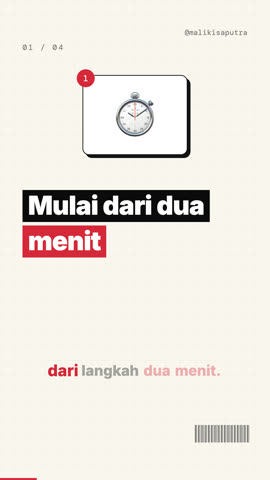 @malikisaputra
01 / 04
1
Mulai dari dua
menit
dari langkah dua menit.